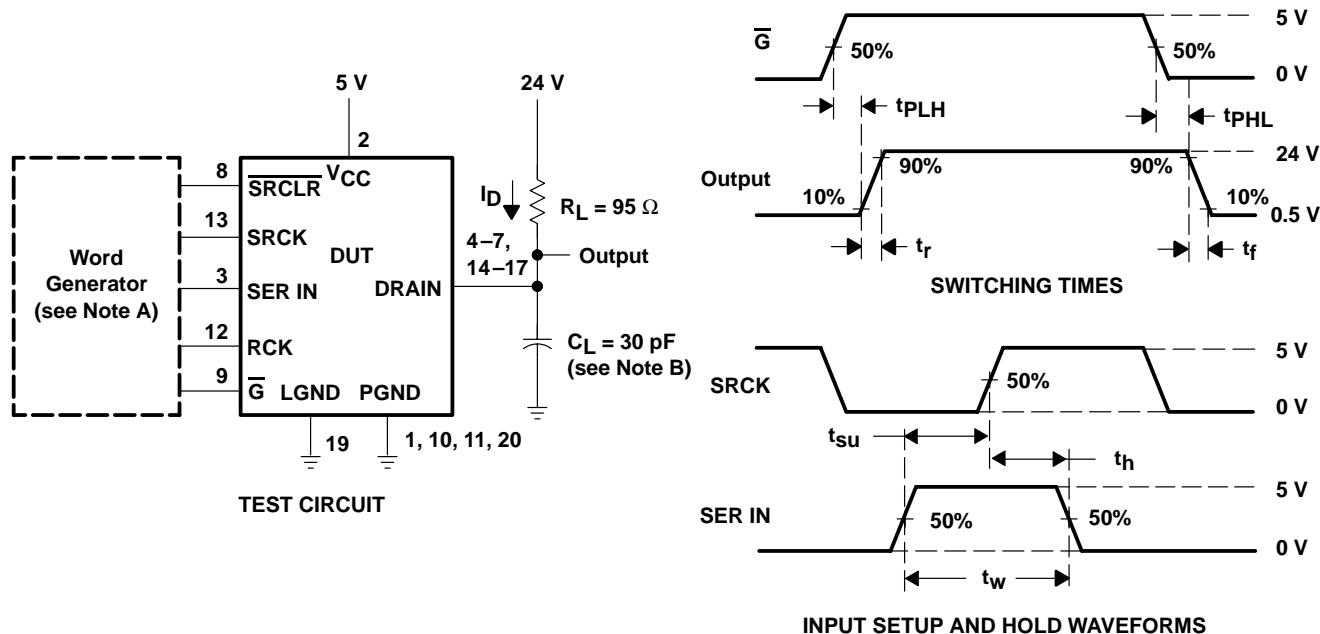 5 V
24 V
2
Word
Generator
(see Note A)
8
13
3
12
9
SRCLR
VCC
SRCK
DUT
SER IN
DRAIN
RCK
G
LGND
PGND
ID
RL = 95 Ω
4–7,
14–17
Output
CL = 30 pF
(see Note B)
19
1, 10, 11, 20
TEST CIRCUIT
G
50%
50%
5 V
0 V
tPLH
tPHL
Output
10%
90%
90%
10%
24 V
0.5 V
tr
tf
SWITCHING TIMES
SRCK
50%
5 V
0 V
tsu
th
SER IN
50%
50%
5 V
0 V
tw
INPUT SETUP AND HOLD WAVEFORMS